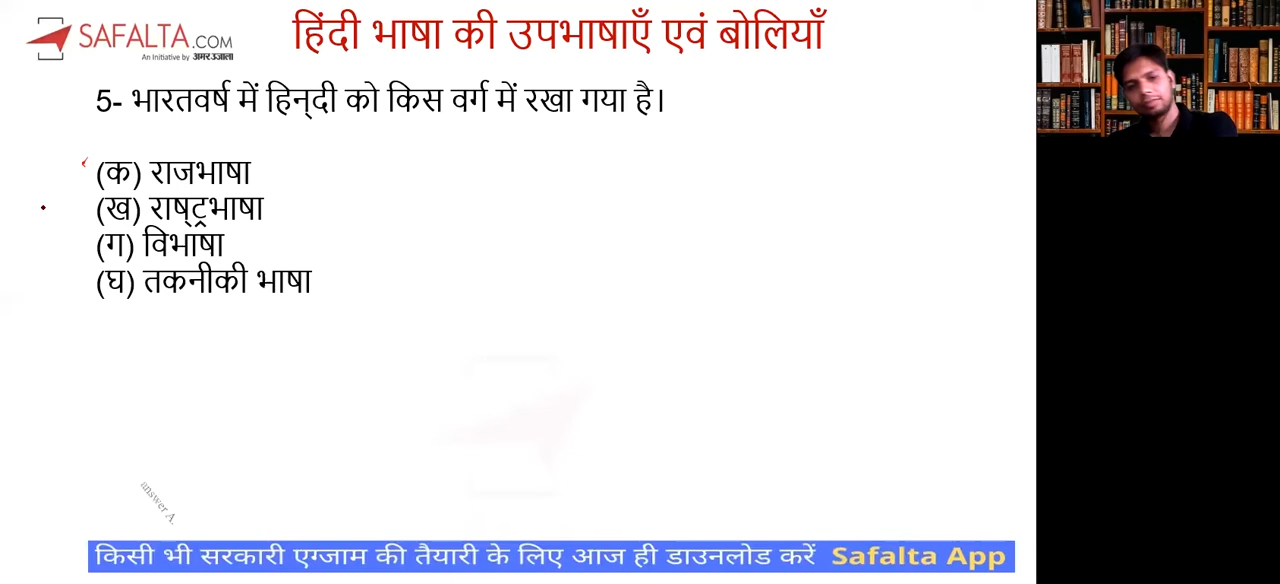 SAFALTA.COM
An Initiative by अमर उजाला
हिंदी भाषा की उपभाषाएँ एवं बोलियाँ
5- भारतवर्ष में हिन्‌दी को किस वर्ग में रखा गया है।
(क) राजभाषा
(ख) राष्‌ट्रभाषा
(ग) विभाषा
(घ) तकनीकी भाषा
answer A.
किसी भी सरकारी एग्जाम की तैयारी के लिए आज ही डाउनलोड करें Safalta App